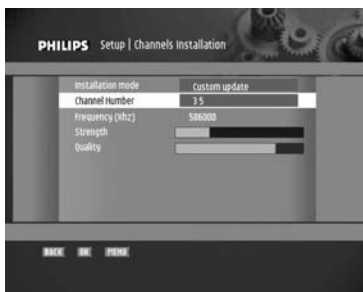 PHILIPS Setup | Channels Installation
Installation mode Custom update
Channel Number 35
Frequency (Khz) 586000
Strength
Quality
BACK OK MENU